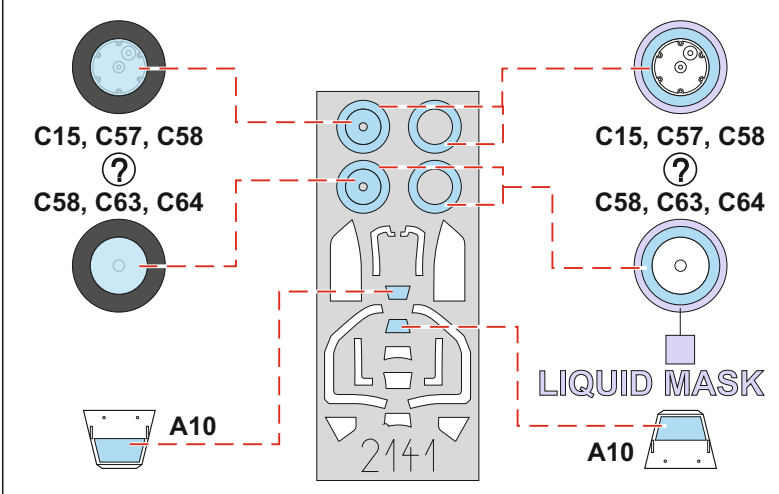 C15, C57, C58
?
C58, C63, C64
C15, C57, C58
?
C58, C63, C64
LIQUID MASK
A10
A10
2141